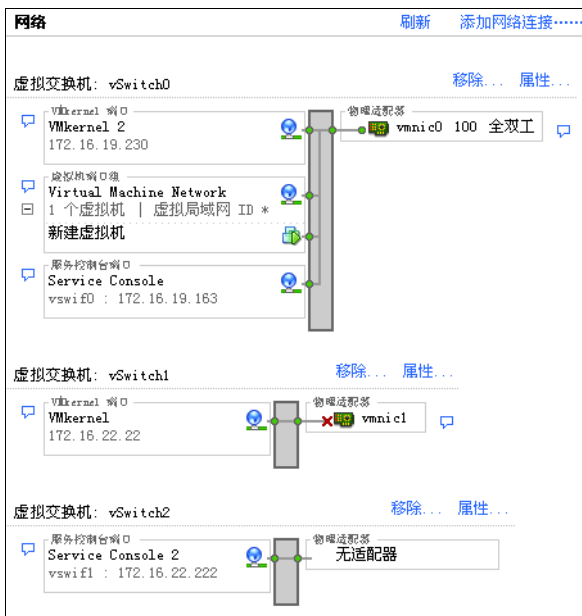 网络
刷新 添加网络连接……
虚拟交换机: vSwitch0
移除... 属性...
VMkernel 端口
VMkernel 2
172.16.19.230
物理适配器
vmnic0 100 全双工
虚拟机端口组
Virtual Machine Network
1 个虚拟机 | 虚拟局域网 ID *
新建虚拟机
服务控制台端口
Service Console
vswif0 : 172.16.19.163
虚拟交换机: vSwitch1
移除... 属性...
VMkernel 端口
VMkernel
172.16.22.22
物理适配器
vmnic1
虚拟交换机: vSwitch2
移除... 属性...
服务控制台端口
Service Console 2
vswif1 : 172.16.22.222
物理适配器
无适配器